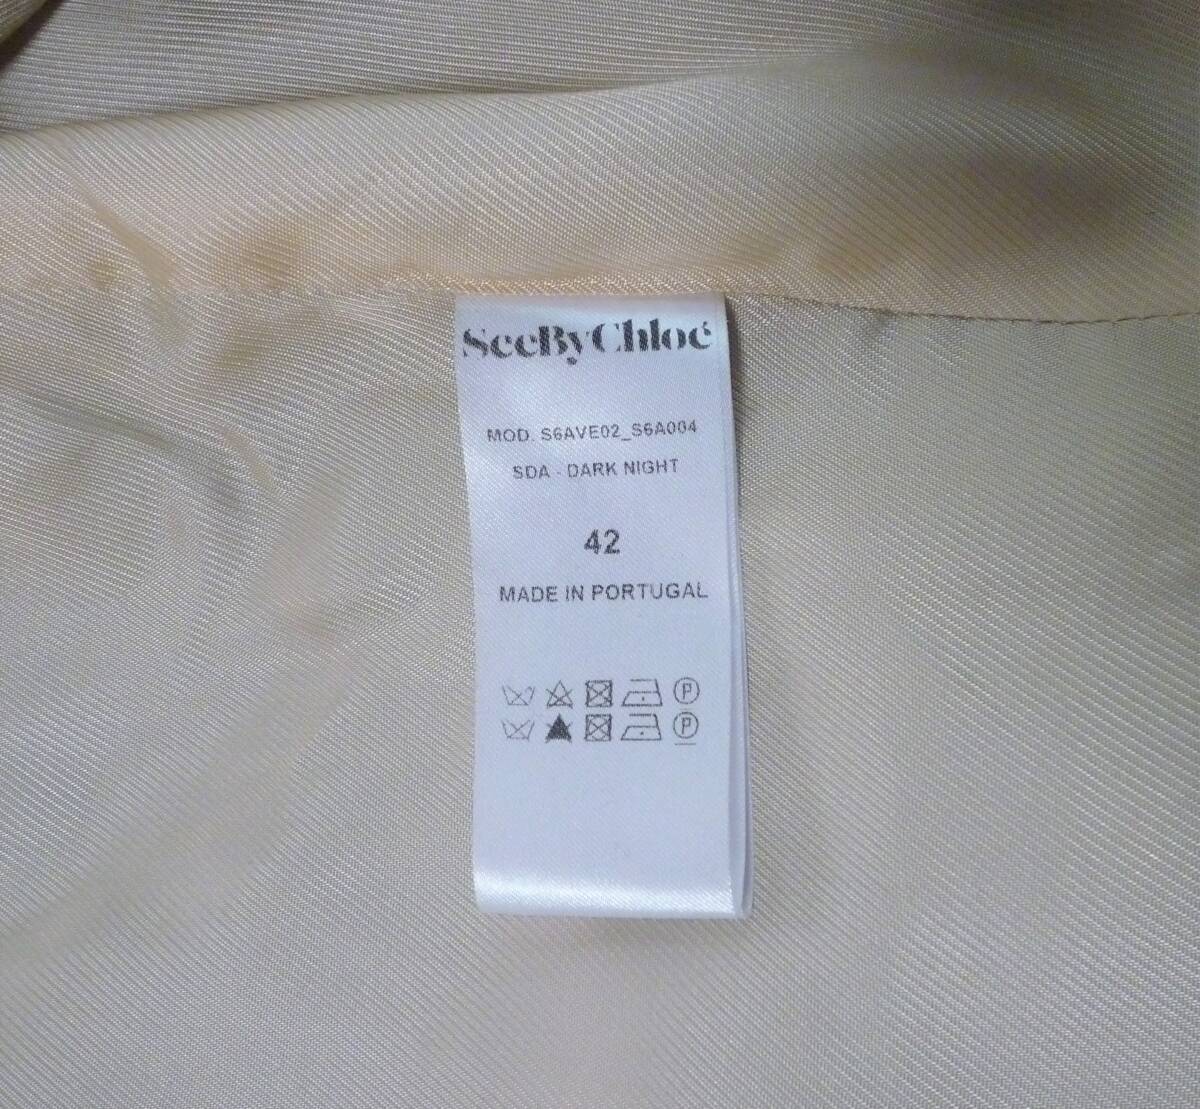 SeeByChloé
MOD. S6AVE02_S6A004
SDA - DARK NIGHT
42
MADE IN PORTUGAL
P
P